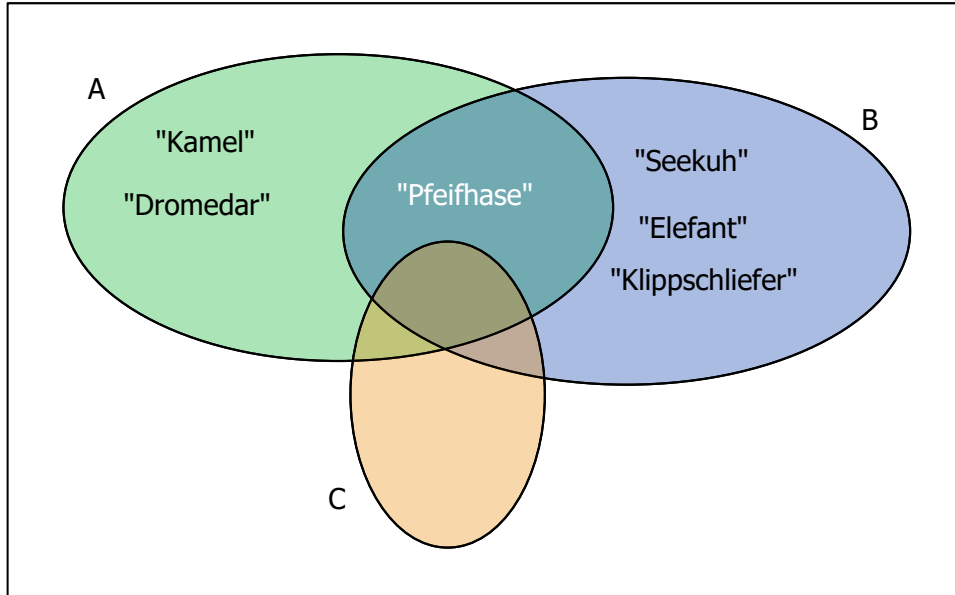 A
B
"Kamel"
"Seekuh"
"Dromedar"
"Pfeifhase"
"Elefant"
"Klippschliefer"
C